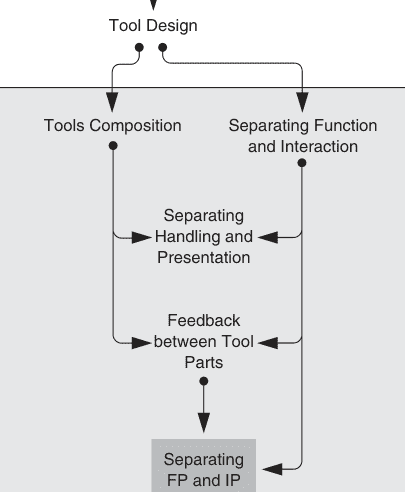 Tool Design
Tools Composition
Separating Function
and Interaction
Separating
Handling and
Presentation
Feedback
between Tool
Parts
Separating
FP and IP